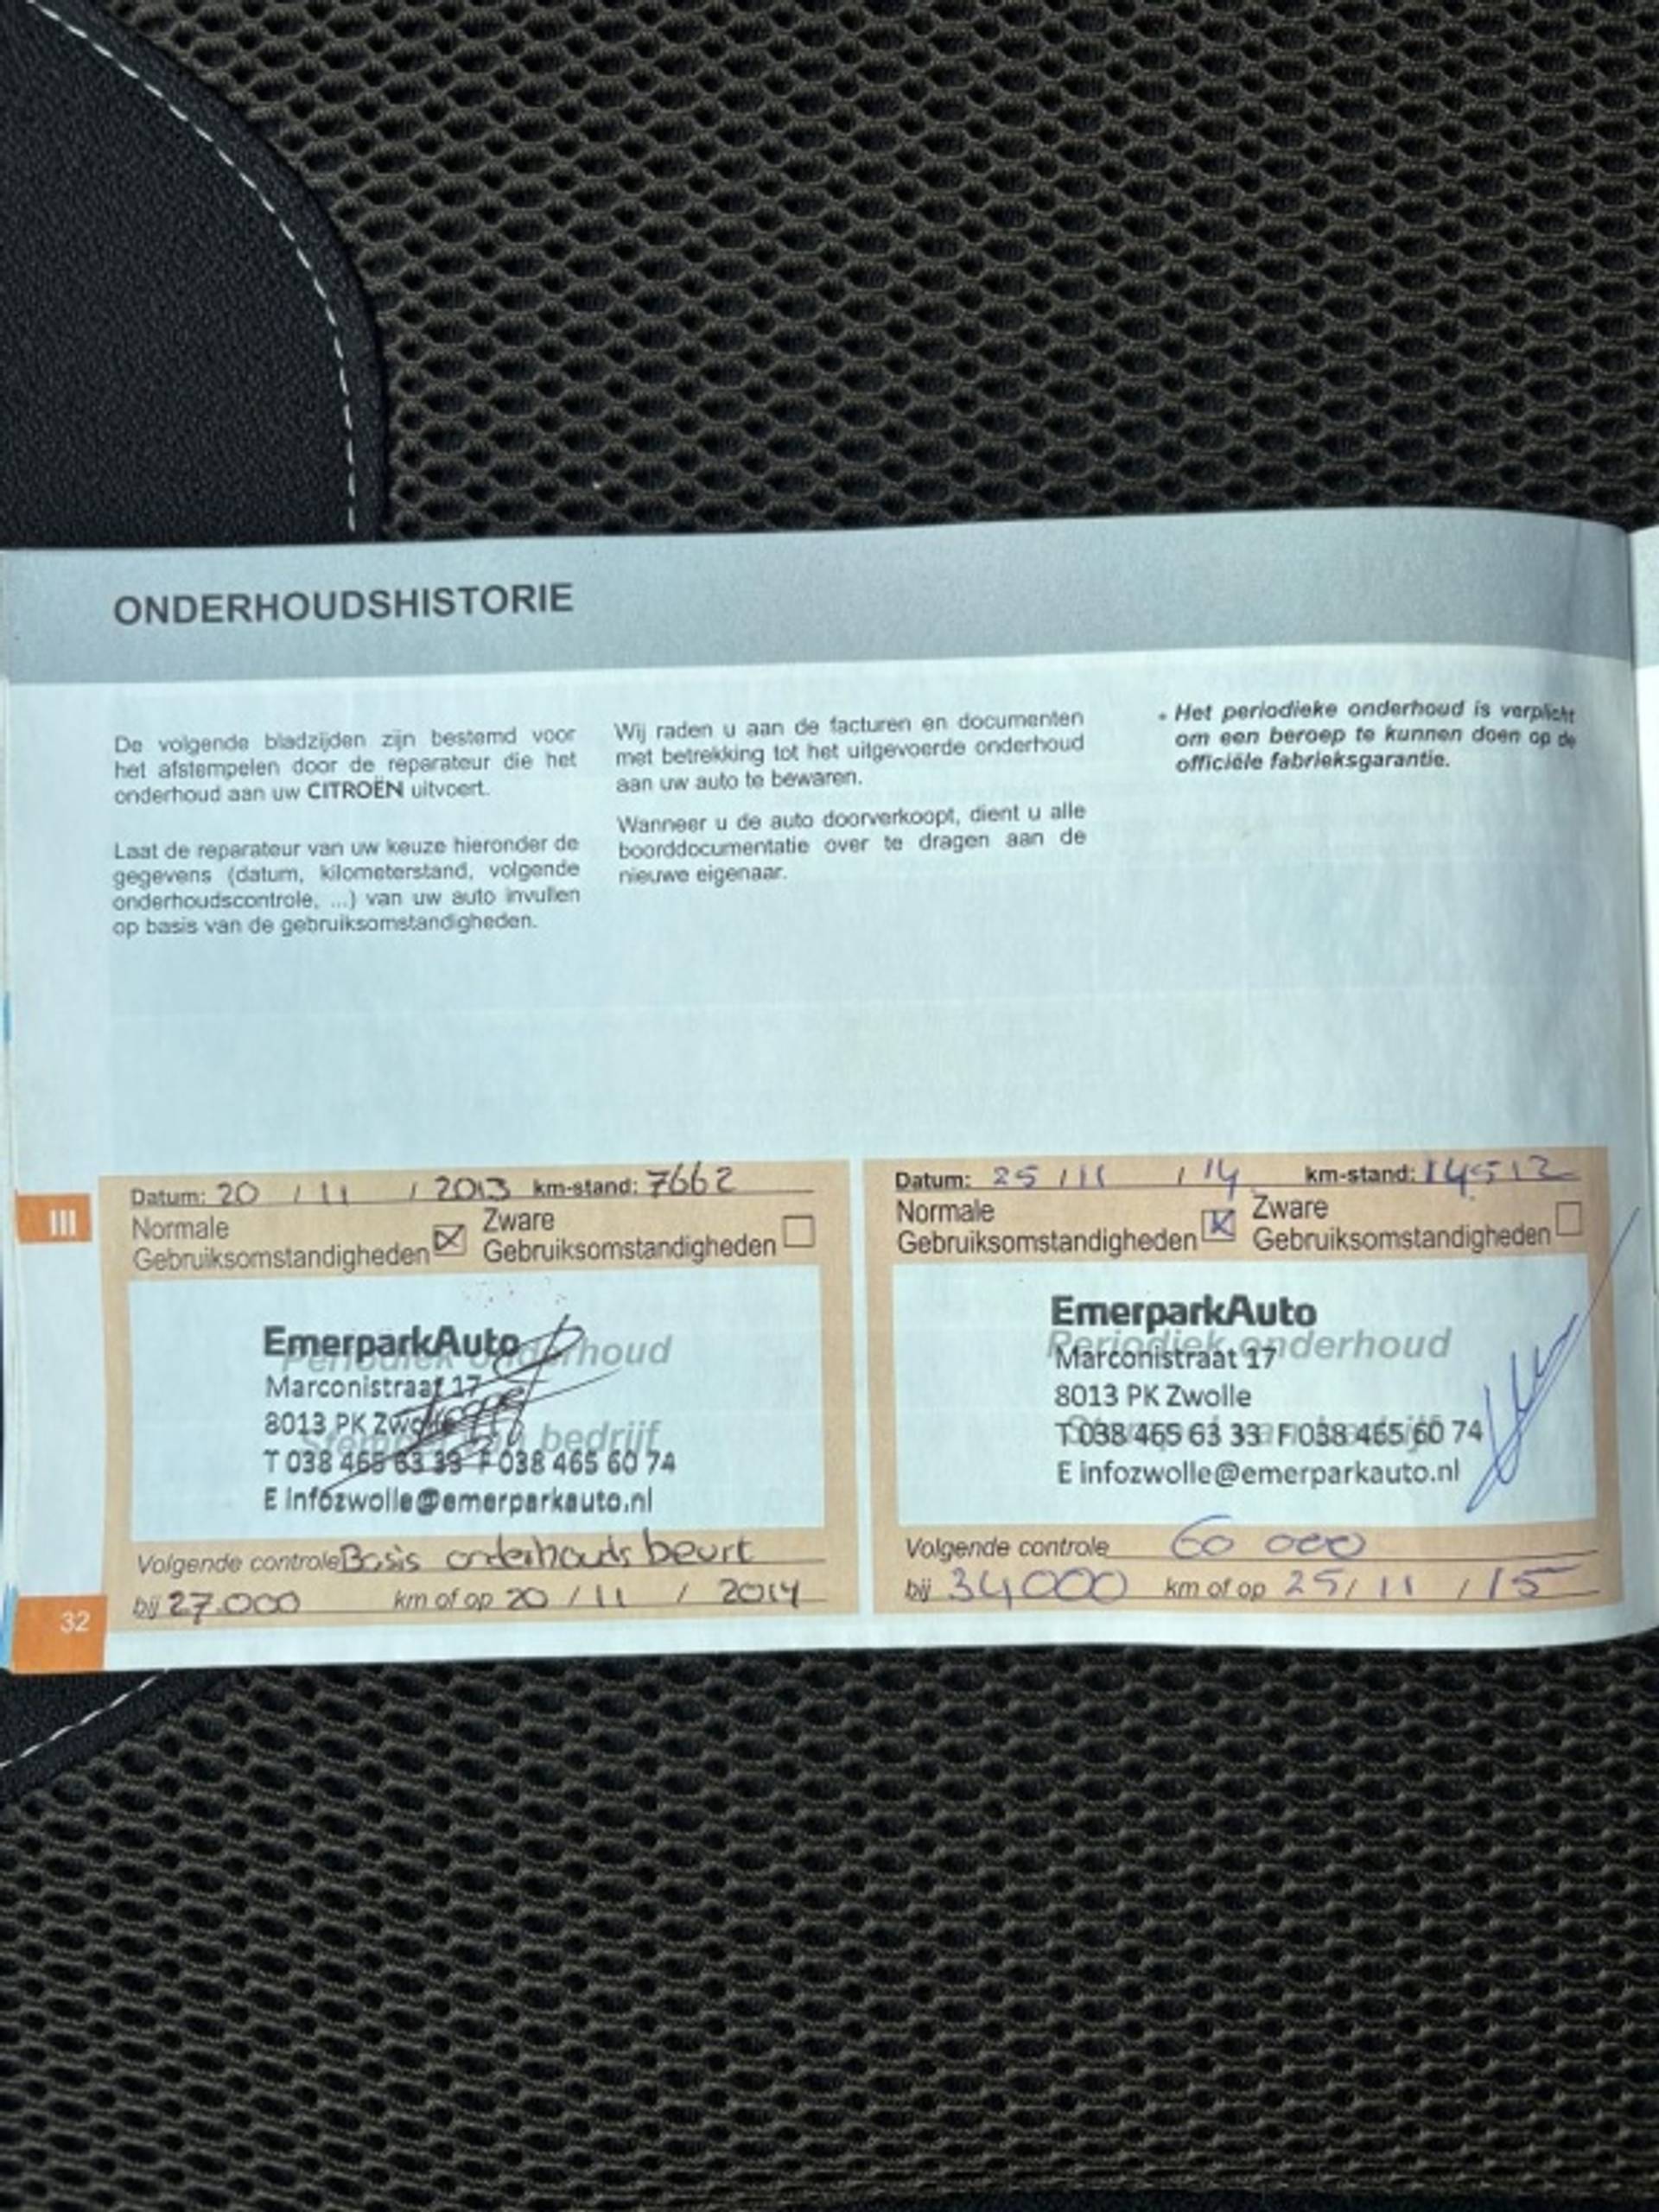 ONDERHOUDSHISTORIE
De volgende bladzijden zijn bestemd voor
het afstempelen door de reparateur die het
onderhoud aan uw CITROËN uitvoert.
Laat de reparateur van uw keuze hieronder de
gegevens (datum, kilometerstand, volgende
onderhoudscontrole, ...) van uw auto invullen
op basis van de gebruiksomstandigheden.
Wij raden u aan de facturen en documenten
met betrekking tot het uitgevoerde onderhoud
aan uw auto te bewaren.
Wanneer u de auto doorverkoopt, dient u alle
boorddocumentatie over te dragen aan de
nieuwe eigenaar.
• Het periodieke onderhoud is verplicht
om een beroep te kunnen doen op de
officiële fabrieksgarantie.
III
Datum: 20 / 11 / 2013 km-stand: 7662
Normale
Gebruiksomstandigheden
Zware
Gebruiksomstandigheden
EmerparkAuto
Periodiek onderhoud
Marconistraat 17
8013 PK Zwolle
Stempel van bedrijf
T 038 465 63 33 F 038 465 60 74
E infozwolle@emerparkauto.nl
Volgende controle Basis onderhouds beurt
bij 27.000 km of op 20 / 11 / 2014
Datum: 25 / 11 / 14 km-stand: 14512
Normale
Gebruiksomstandigheden
Zware
Gebruiksomstandigheden
EmerparkAuto
Periodiek onderhoud
Marconistraat 17
8013 PK Zwolle
Stempel van bedrijf
T 038 465 63 33 F 038 465 60 74
E infozwolle@emerparkauto.nl
Volgende controle 60 000
bij 34000 km of op 25 / 11 / 15
32